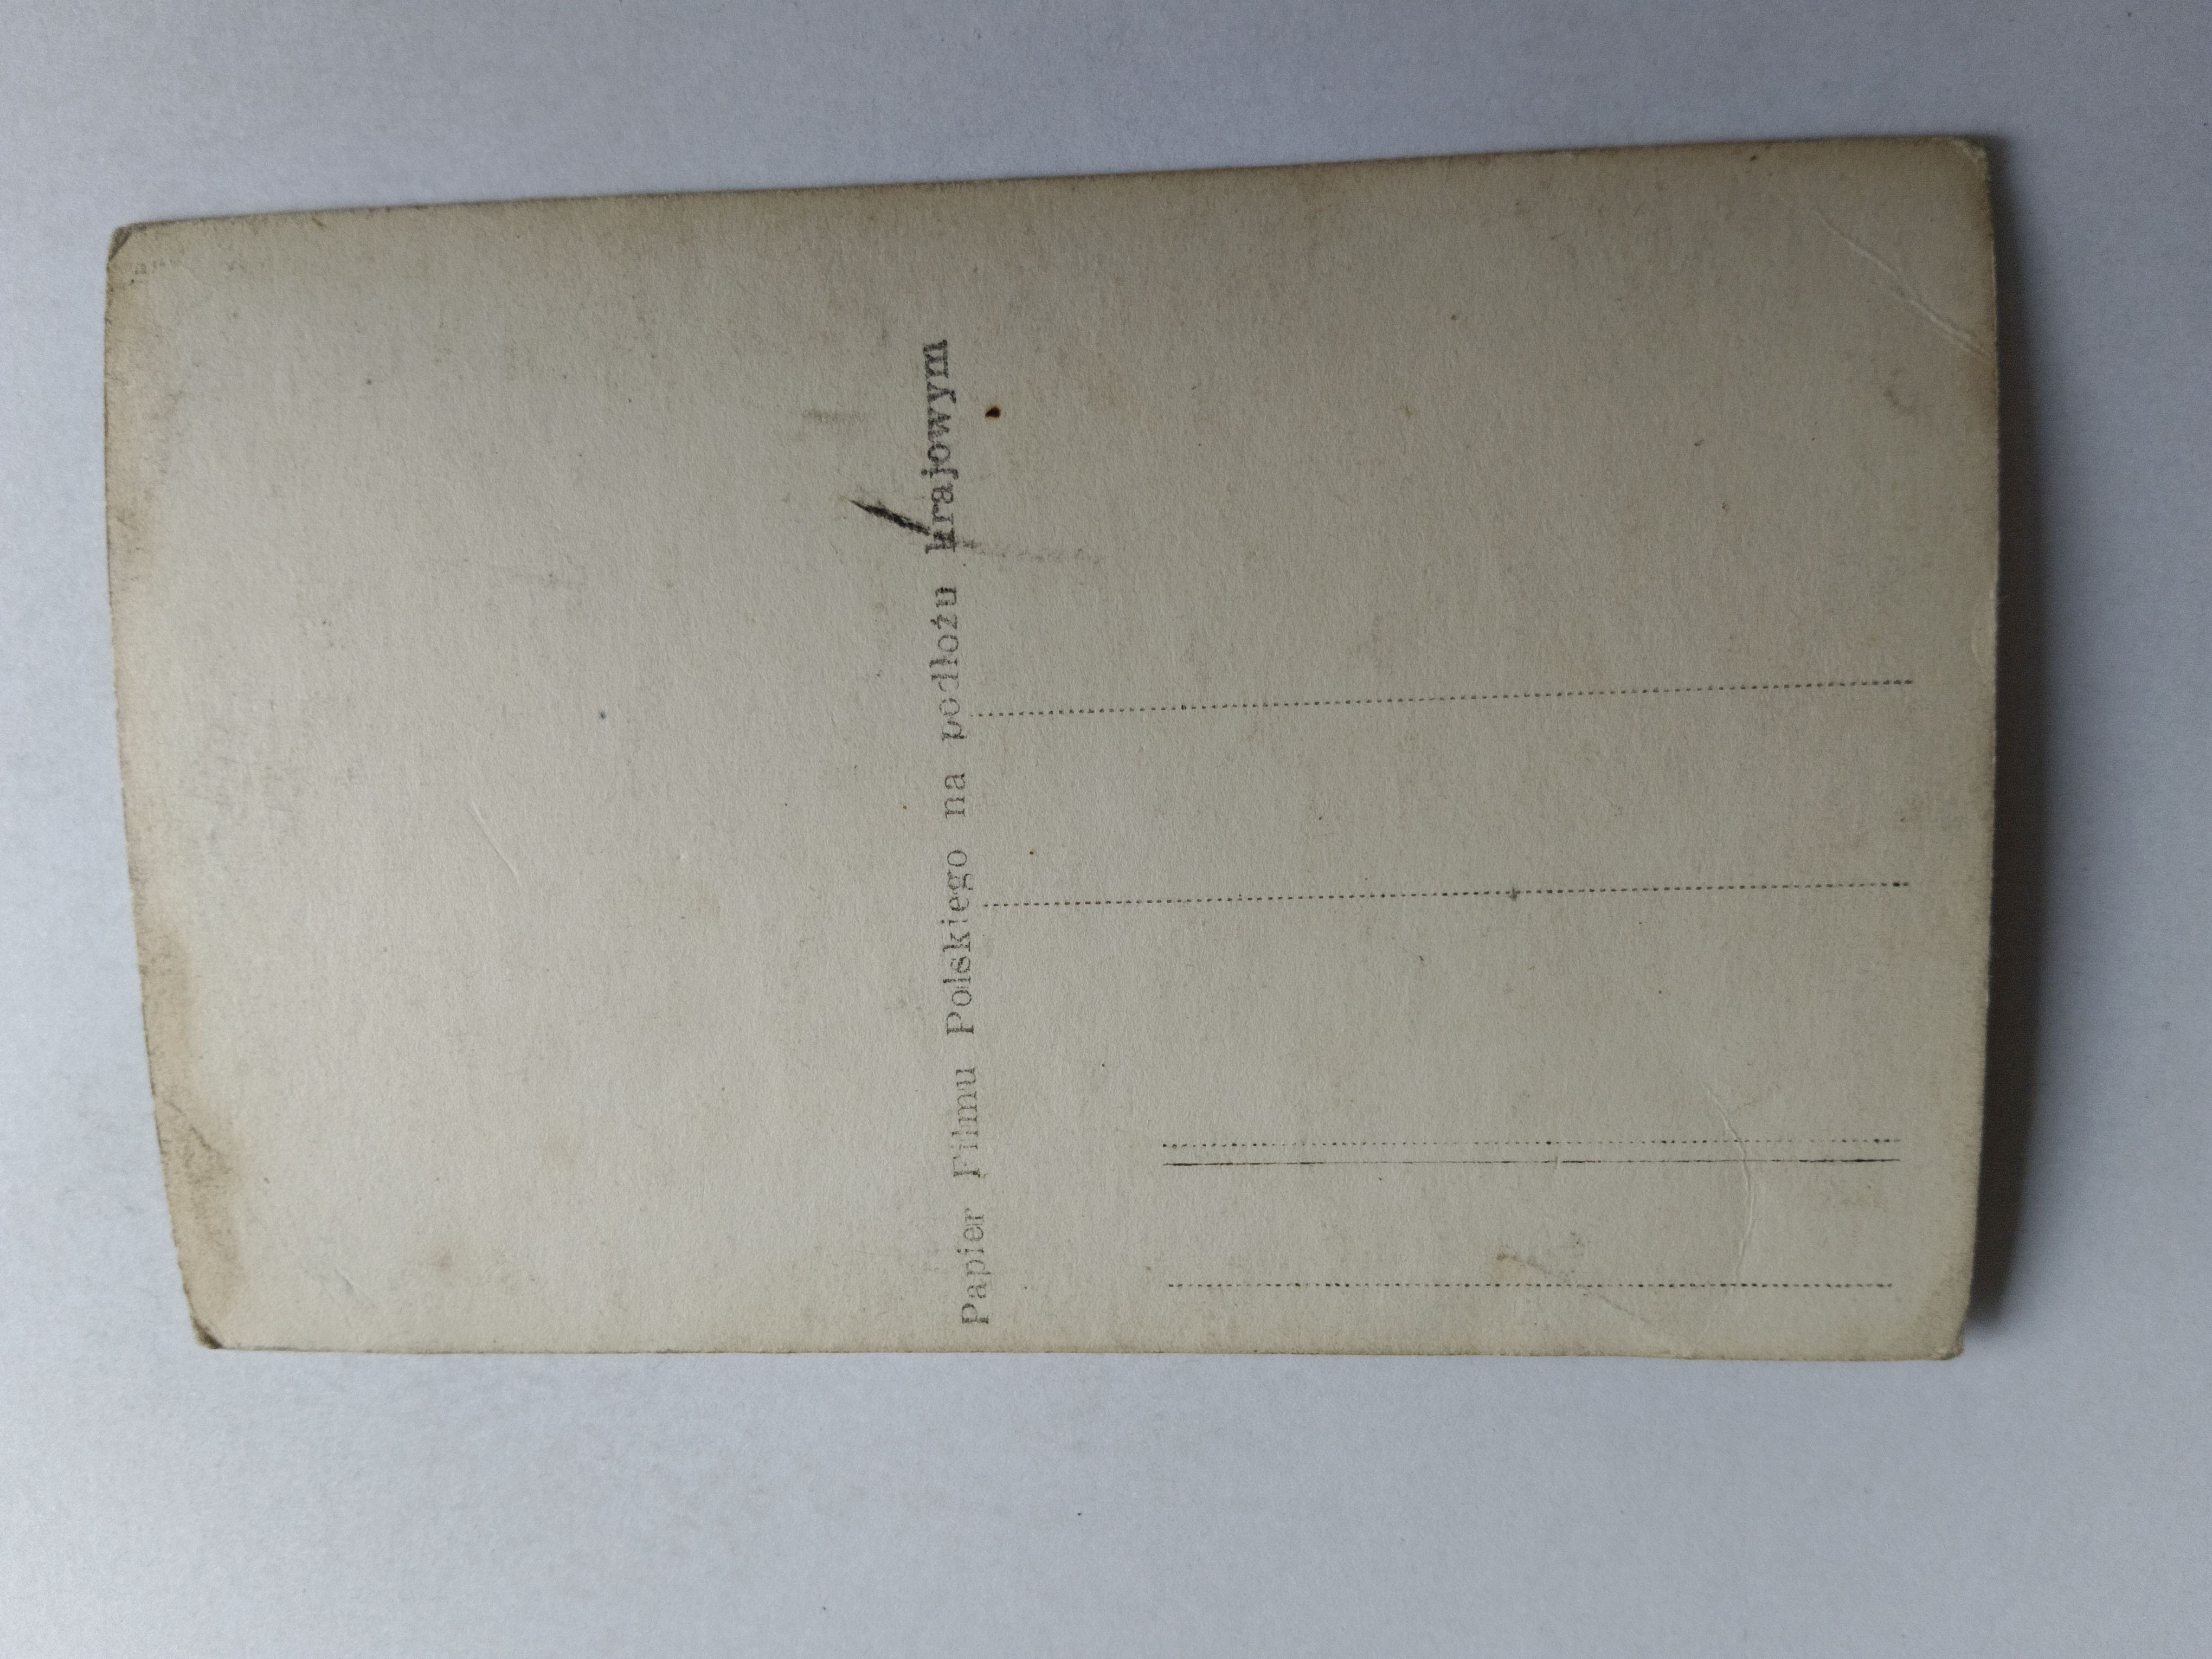 Papier Filmu Polskiego na podłożu krajowym